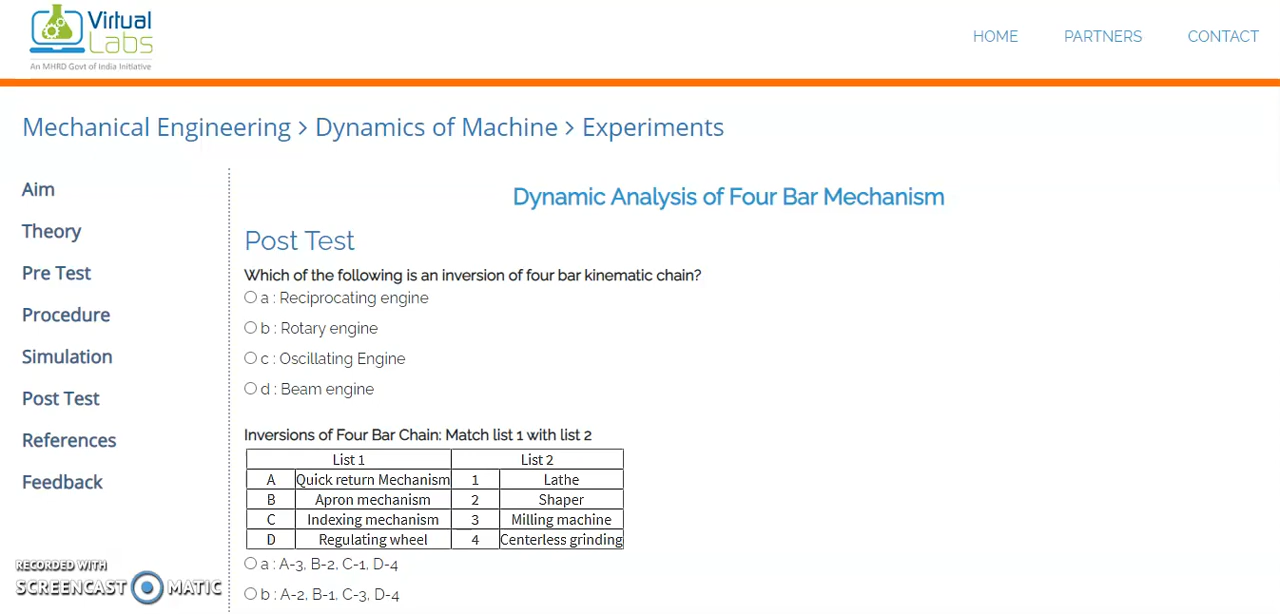 Virtual
Labs
An MHRD Govt of India Initiative
HOME PARTNERS CONTACT
Mechanical Engineering > Dynamics of Machine > Experiments
Aim
Theory
Pre Test
Procedure
Simulation
Post Test
References
Feedback
Dynamic Analysis of Four Bar Mechanism
Post Test
Which of the following is an inversion of four bar kinematic chain?
a : Reciprocating engine
b : Rotary engine
c : Oscillating Engine
d : Beam engine
Inversions of Four Bar Chain: Match list 1 with list 2
List 1 List 2
A Quick return Mechanism 1 Lathe
B Apron mechanism 2 Shaper
C Indexing mechanism 3 Milling machine
D Regulating wheel 4 Centerless grinding
a : A-3, B-2, C-1, D-4
b : A-2, B-1, C-3, D-4
RECORDED WITH
SCREENCAST MATIC